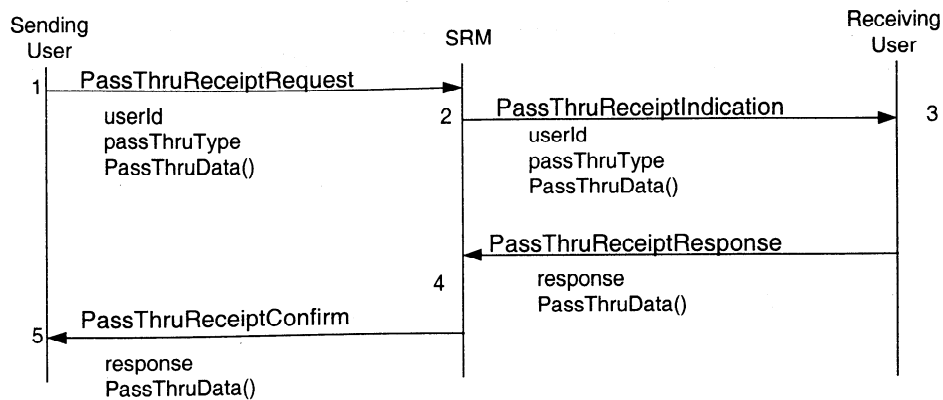 Sending
User
SRM
Receiving
User
1
PassThruReceiptRequest
userId
passThruType
PassThruData()
2
PassThruReceiptIndication
3
userId
passThruType
PassThruData()
PassThruReceiptResponse
4
response
PassThruData()
5
PassThruReceiptConfirm
response
PassThruData()